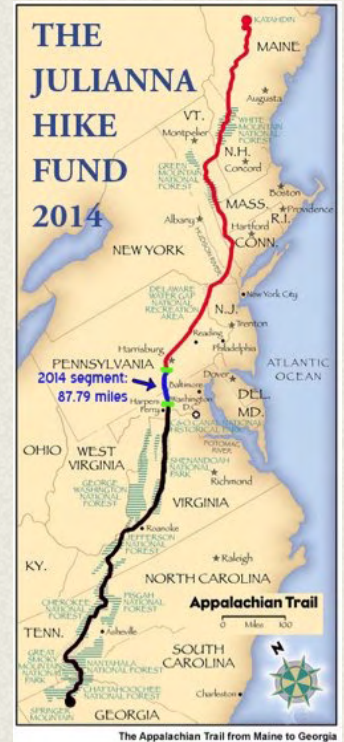 THE
JULIANNA
HIKE
FUND
2014
KATAHDIN
MAINE
Augusta
VT.
Montpelier
WHITE
MOUNTAIN
NATIONAL
FOREST
N.H.
Concord
GREEN
MOUNTAIN
NATIONAL
FOREST
Boston
MASS.
Providence
R.I.
Albany
Hartford
CONN.
HUDSON RIVER
NEW YORK
DELAWARE
WATER GAP
NATIONAL
RECREATION
AREA
New York City
N.J.
Trenton
Reading
Philadelphia
Harrisburg
PENNSYLVANIA
ATLANTIC
OCEAN
2014 segment:
87.79 miles
Baltimore
Dover
DEL.
Harpers
Ferry
Washington
D.C.
MD.
C&O CANAL NATIONAL
HISTORICAL PARK
POTOMAC
RIVER
OHIO
WEST
VIRGINIA
SHENANDOAH
NATIONAL
PARK
GEORGE
WASHINGTON
NATIONAL
FOREST
Richmond
VIRGINIA
Roanoke
JEFFERSON
NATIONAL
FOREST
KY.
Raleigh
NORTH CAROLINA
PISGAH
NATIONAL
FOREST
CHEROKEE
NATIONAL
FOREST
Appalachian Trail
0 Miles 100
TENN.
Asheville
GREAT
SMOKY
MOUNTAINS
NATIONAL
PARK
NANTAHALA
NATIONAL FOREST
SOUTH
CAROLINA
N
CHATTAHOOCHEE
NATIONAL FOREST
SPRINGER
MOUNTAIN
GEORGIA
Charleston
The Appalachian Trail from Maine to Georgia